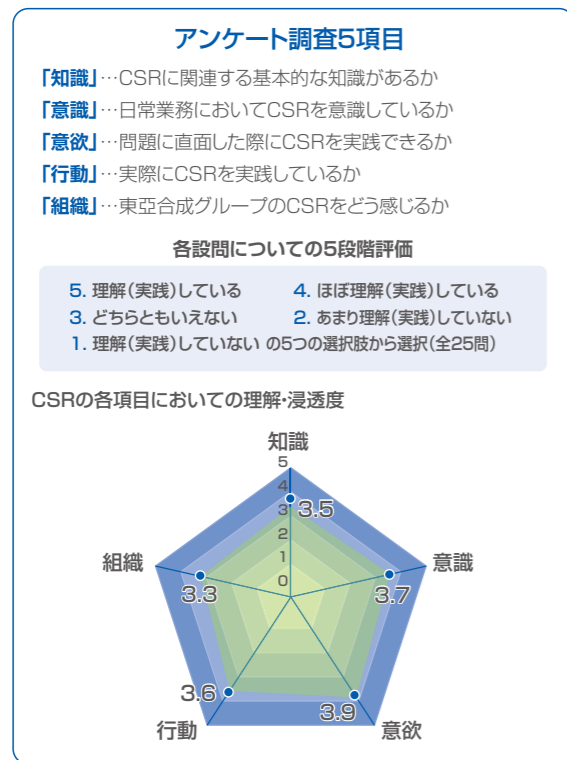 アンケート調査5項目
「知識」…CSRに関連する基本的な知識があるか
「意識」…日常業務においてCSRを意識しているか
「意欲」…問題に直面した際にCSRを実践できるか
「行動」…実際にCSRを実践しているか
「組織」…東亞合成グループのCSRをどう感じるか
各設問についての5段階評価
5. 理解(実践)している 4. ほぼ理解(実践)している
3. どちらともいえない 2. あまり理解(実践)していない
1. 理解(実践)していない の5つの選択肢から選択(全25問)
CSRの各項目においての理解・浸透度
知識
5
4
3
2
1
0
3.5
組織
意識
3.3
3.7
3.6
3.9
行動
意欲